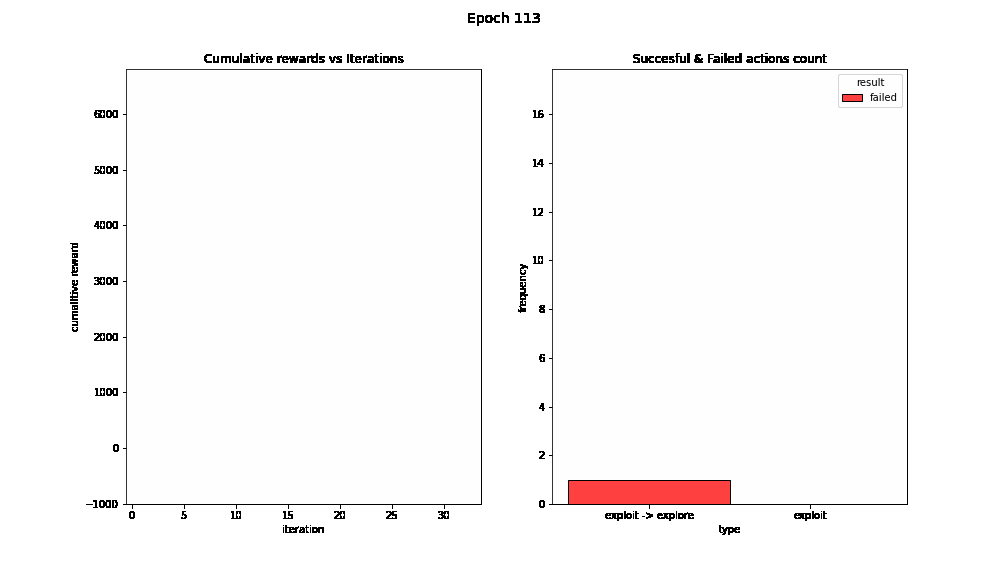 Epoch 113
Cumulative rewards vs Iterations
6000
5000
4000
3000
2000
1000
0
−1000
cumalitive reward
0 5 10 15 20 25 30
iteration
Succesful & Failed actions count
result
failed
16
14
12
10
8
6
4
2
0
frequency
exploit -> explore exploit
type